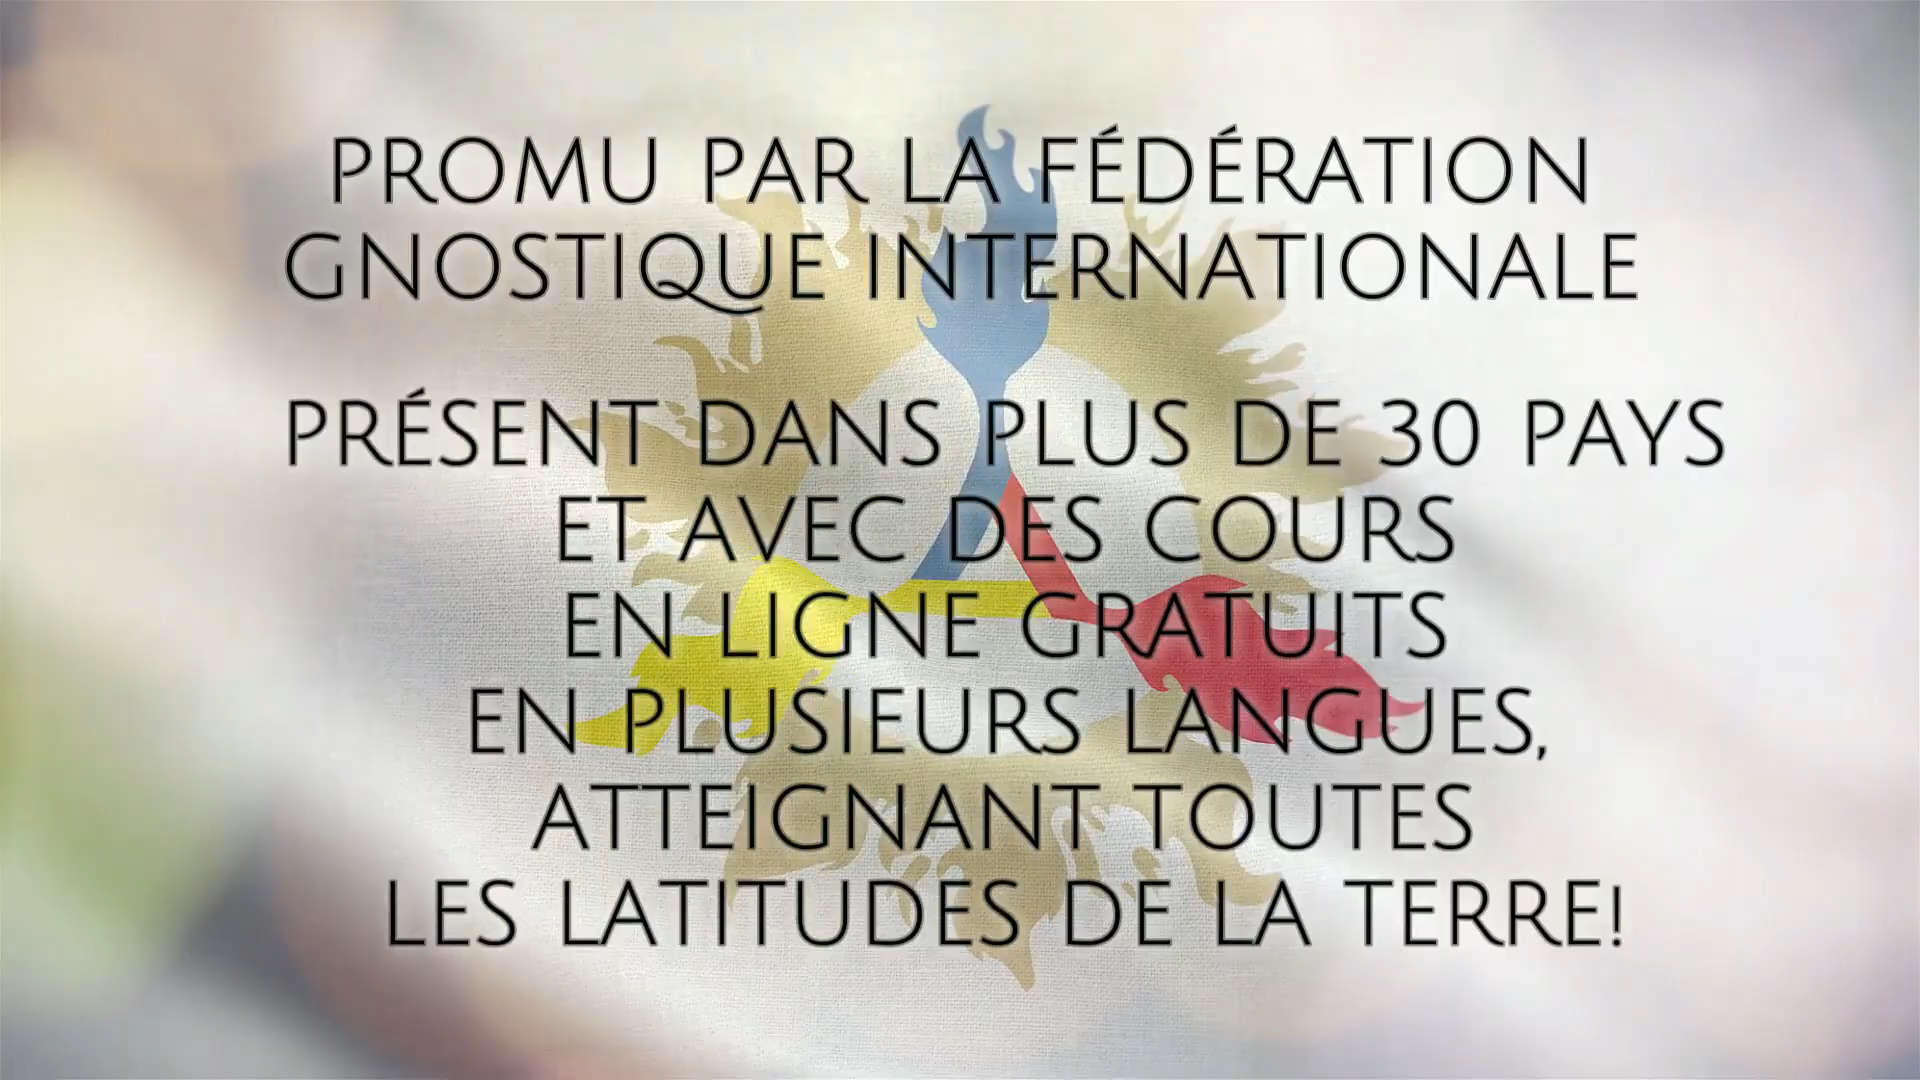 PROMU PAR LA FÉDÉRATION
GNOSTIQUE INTERNATIONALE
PRÉSENT DANS PLUS DE 30 PAYS
ET AVEC DES COURS
EN LIGNE GRATUITS
EN PLUSIEURS LANGUES,
ATTEIGNANT TOUTES
LES LATITUDES DE LA TERRE!